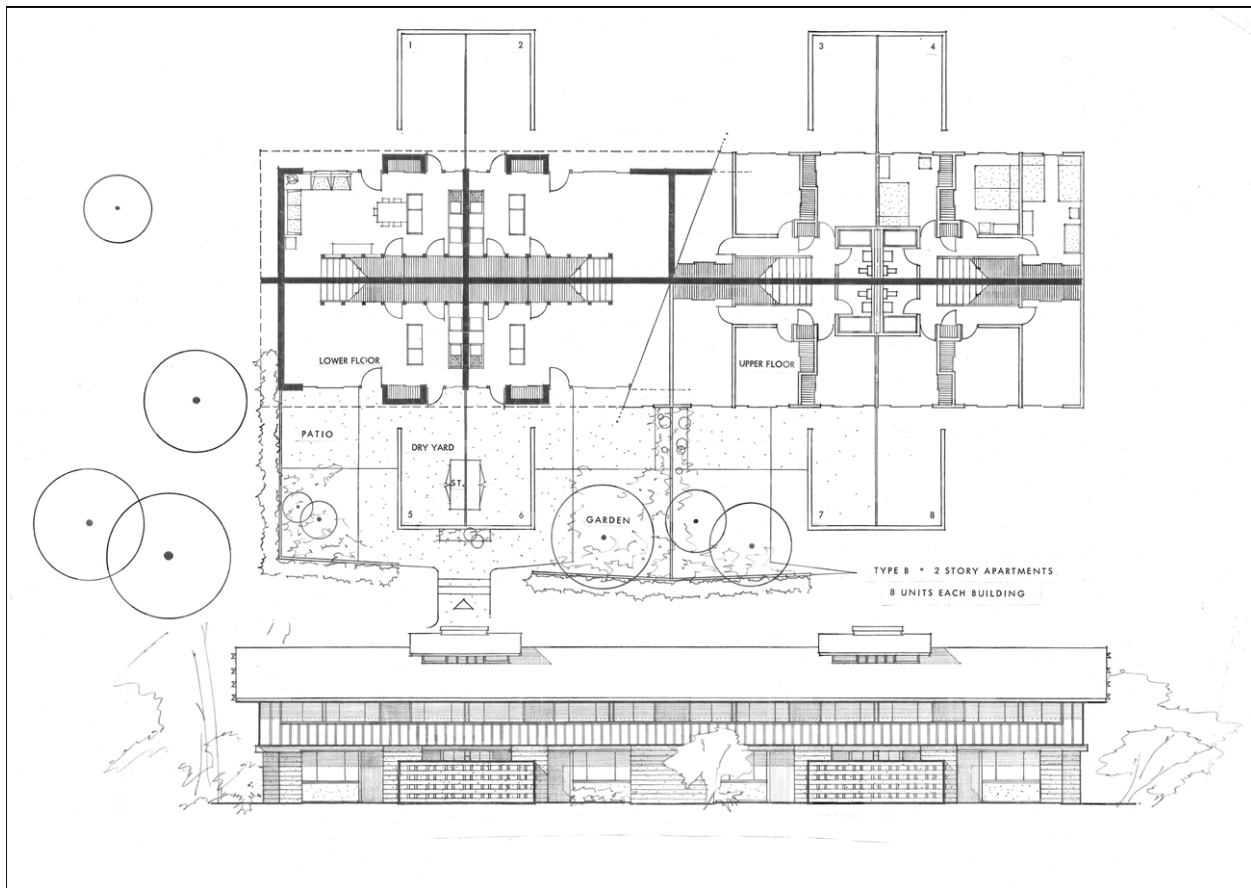 1
2
3
4
LOWER FLOOR
UPPER FLOOR
PATIO
DRY YARD
ST.
5
6
GARDEN
7
8
TYPE B * 2 STORY APARTMENTS
8 UNITS EACH BUILDING